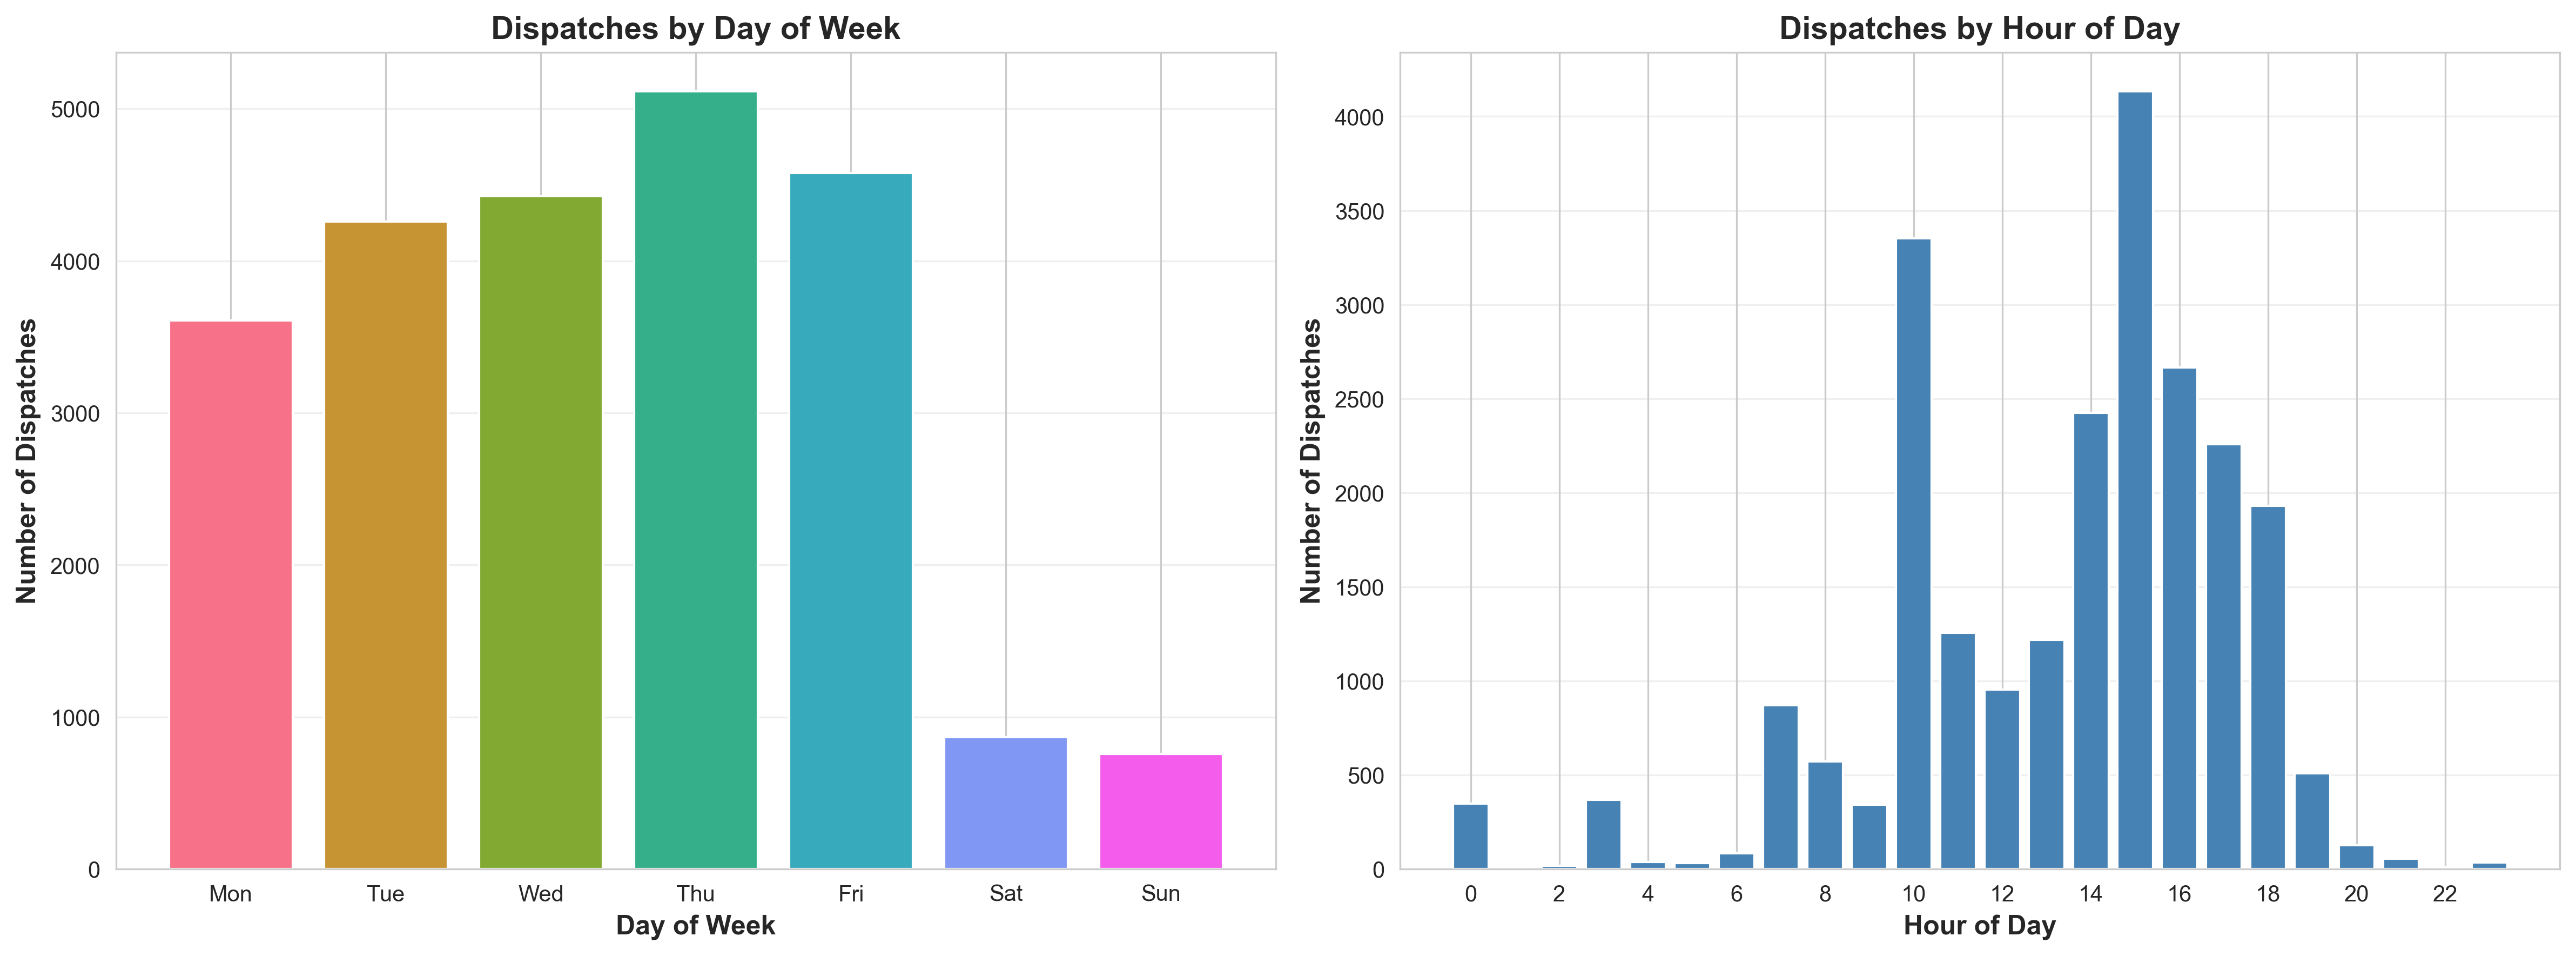 Dispatches by Day of Week
Number of Dispatches
5000
4000
3000
2000
1000
0
Mon Tue Wed Thu Fri Sat Sun
Day of Week
Dispatches by Hour of Day
Number of Dispatches
4000
3500
3000
2500
2000
1500
1000
500
0
0 2 4 6 8 10 12 14 16 18 20 22
Hour of Day